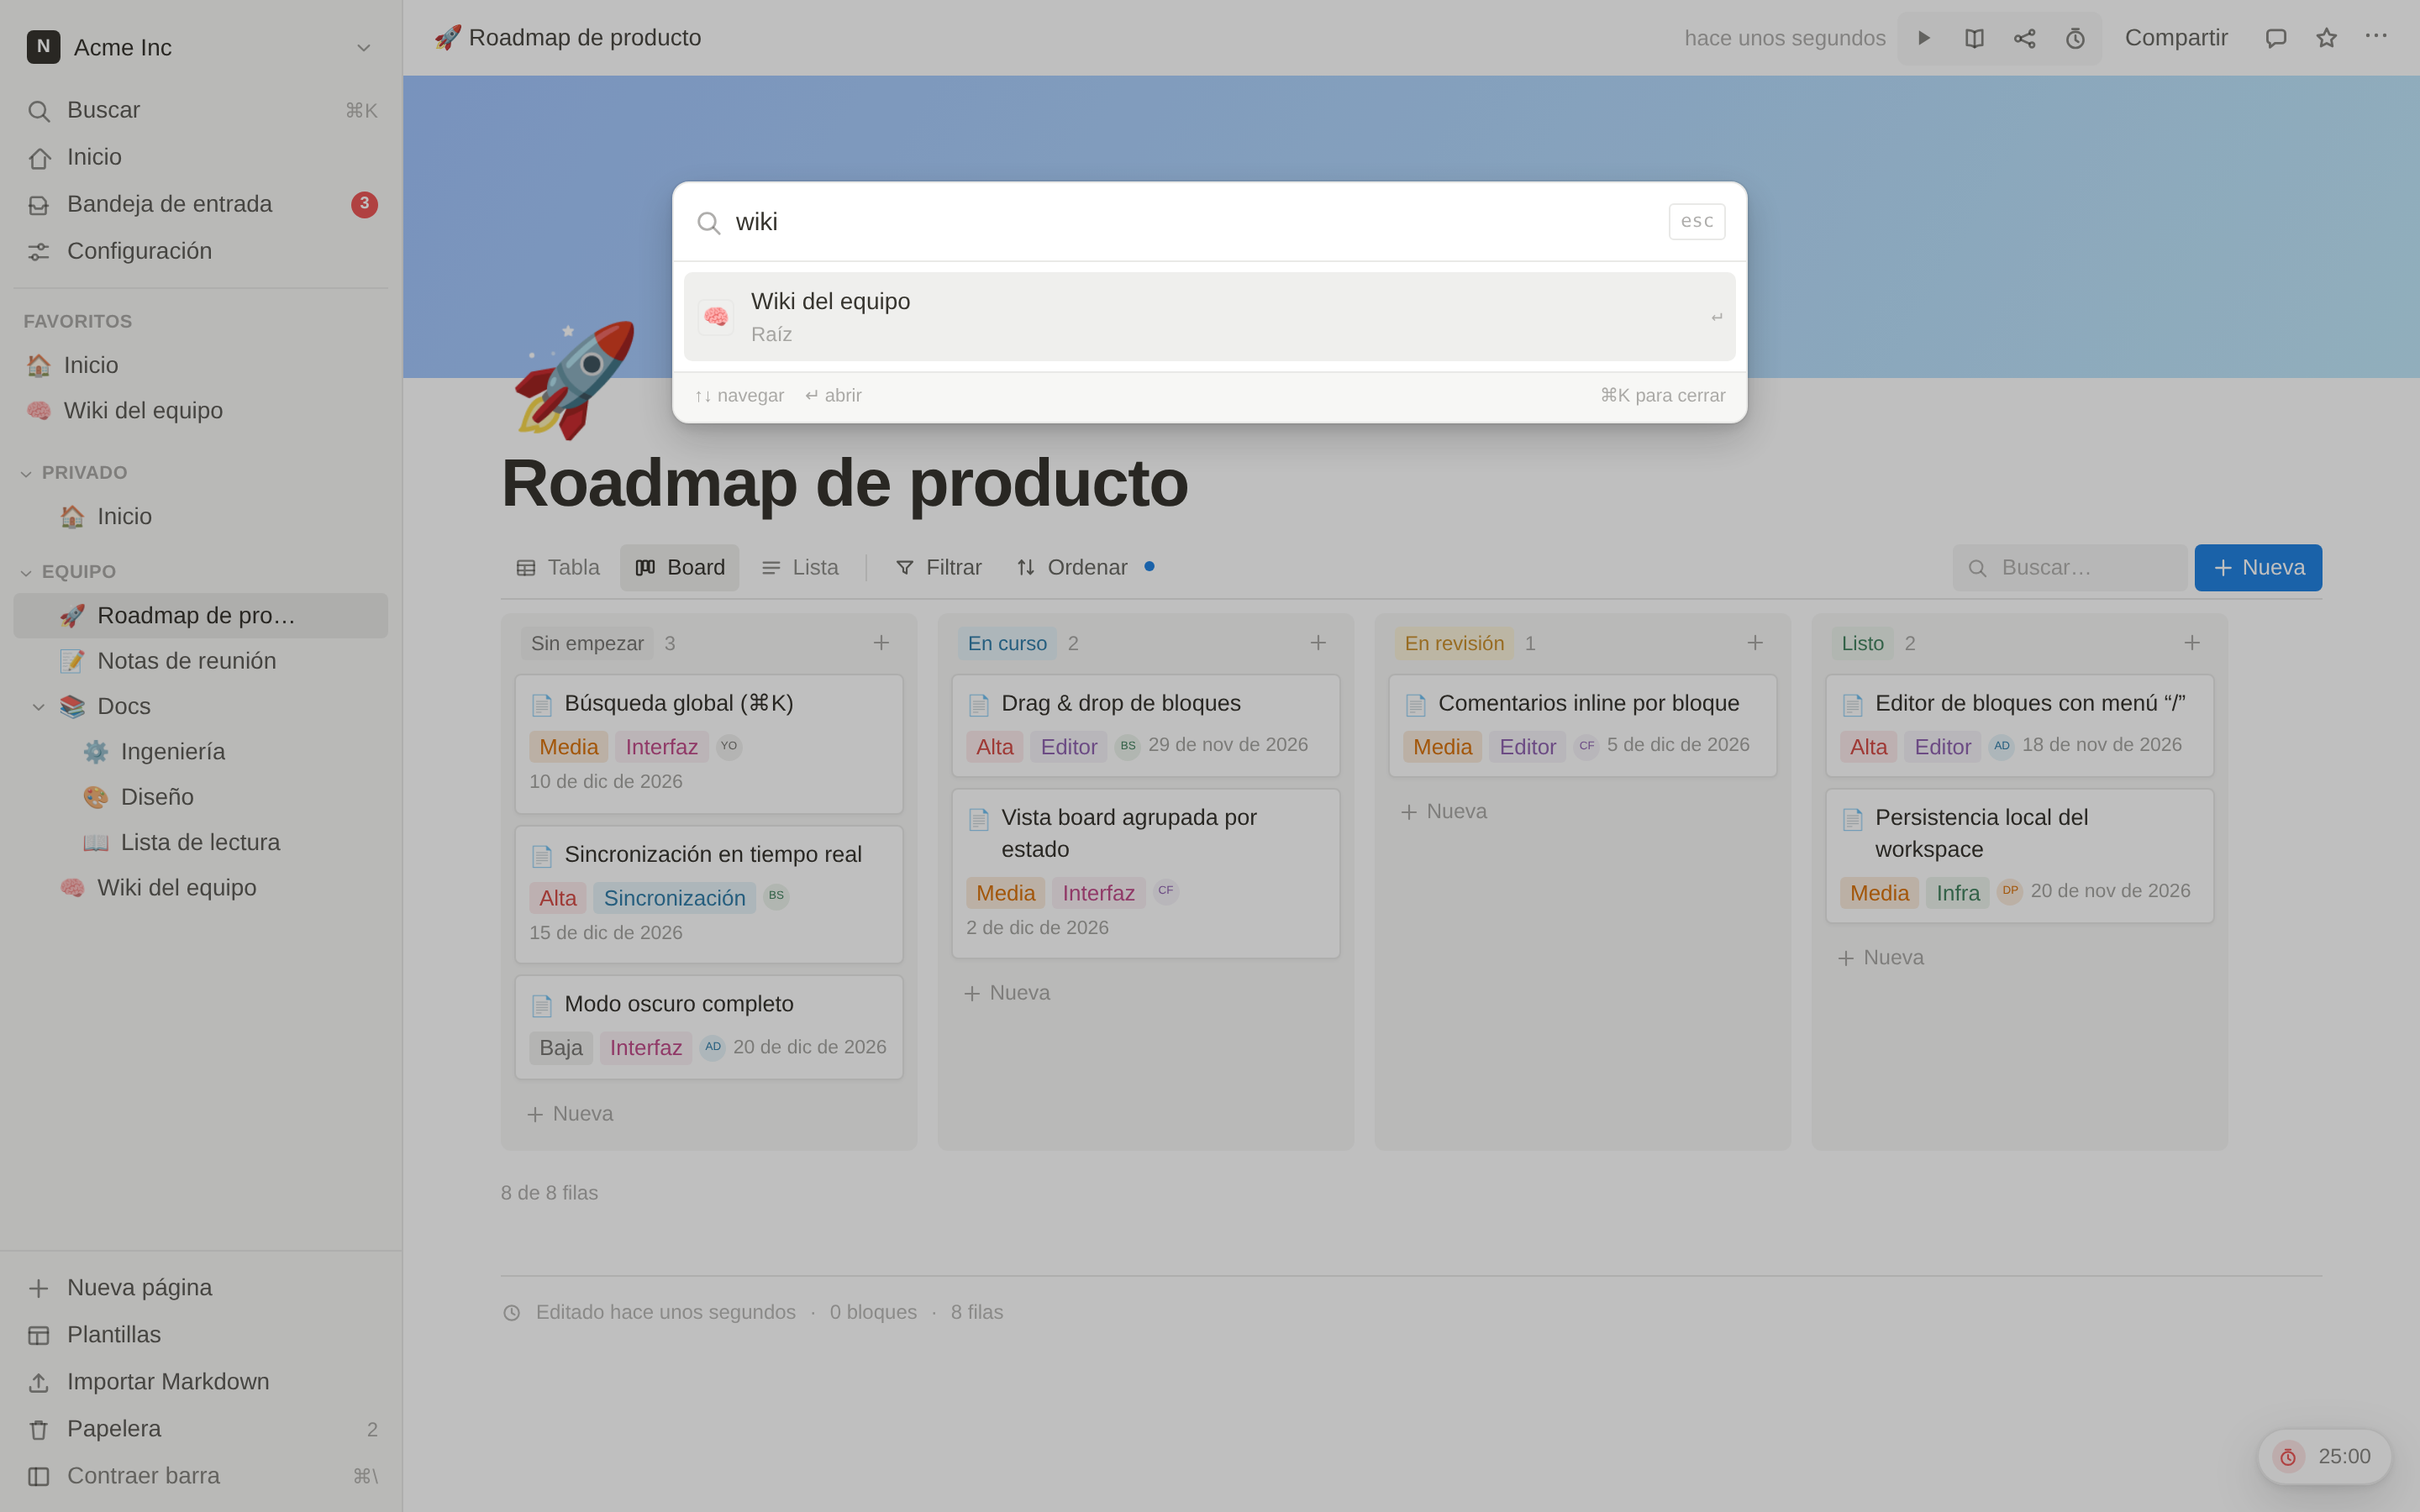 N Acme Inc
Buscar ⌘K
Inicio
Bandeja de entrada 3
Configuración
FAVORITOS
Inicio
Wiki del equipo
PRIVADO
Inicio
EQUIPO
Roadmap de pro…
Notas de reunión
Docs
Ingeniería
Diseño
Lista de lectura
Wiki del equipo
Nueva página
Plantillas
Importar Markdown
Papelera 2
Contraer barra ⌘\
Roadmap de producto
hace unos segundos
Compartir
wiki esc
Wiki del equipo
Raíz ↵
↑↓ navegar ↵ abrir ⌘K para cerrar
Roadmap de producto
Tabla Board Lista Filtrar Ordenar Buscar… Nueva
Sin empezar 3
Búsqueda global (⌘K)
Media Interfaz YO
10 de dic de 2026
Sincronización en tiempo real
Alta Sincronización BS
15 de dic de 2026
Modo oscuro completo
Baja Interfaz AD 20 de dic de 2026
Nueva
En curso 2
Drag & drop de bloques
Alta Editor BS 29 de nov de 2026
Vista board agrupada por
estado
Media Interfaz CF
2 de dic de 2026
Nueva
En revisión 1
Comentarios inline por bloque
Media Editor CF 5 de dic de 2026
Nueva
Listo 2
Editor de bloques con menú “/”
Alta Editor AD 18 de nov de 2026
Persistencia local del
workspace
Media Infra DP 20 de nov de 2026
Nueva
8 de 8 filas
Editado hace unos segundos · 0 bloques · 8 filas
25:00